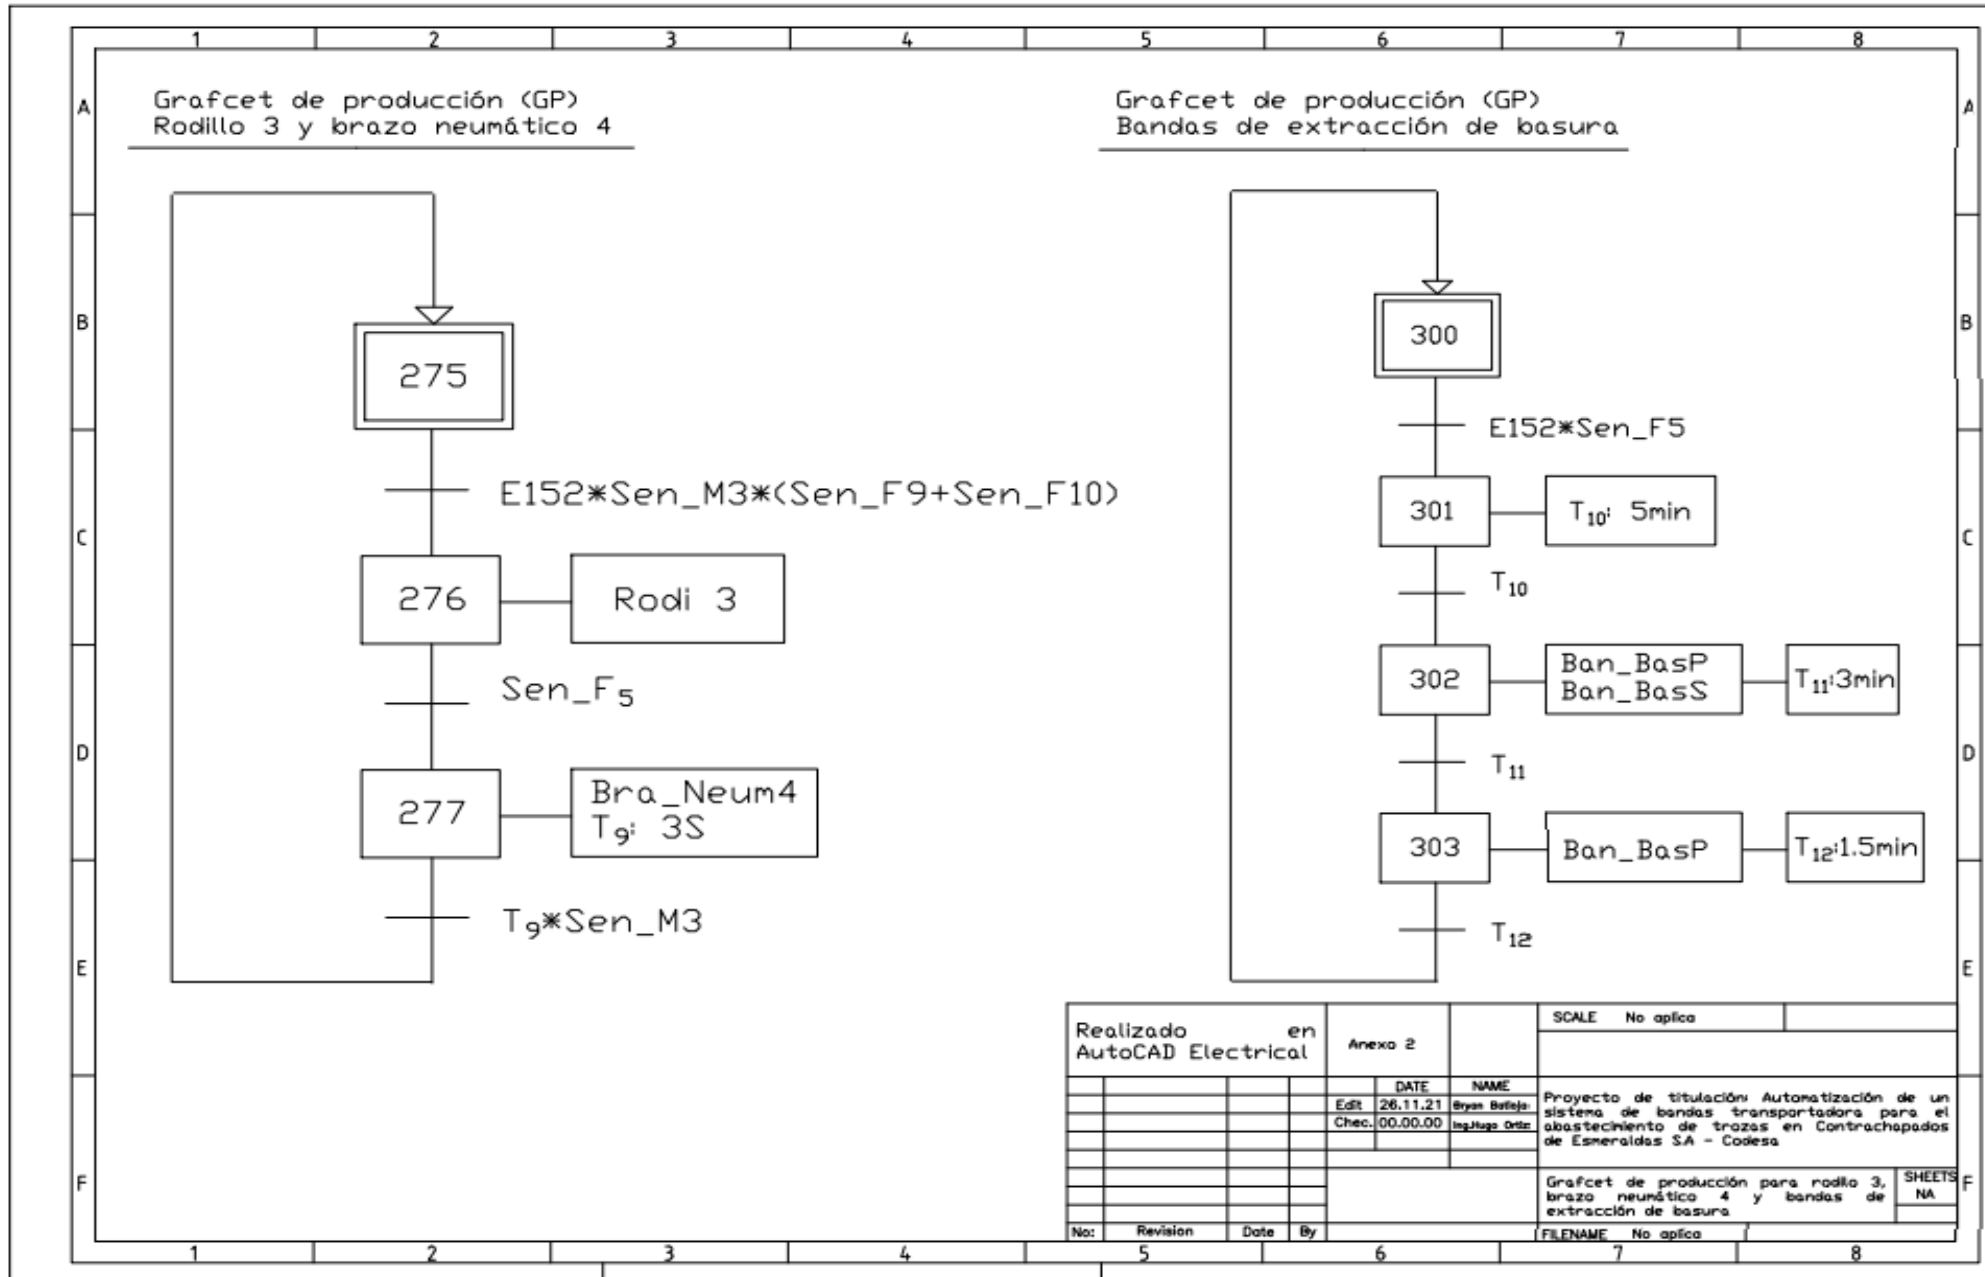 1 2 3 4 5 6 7 8
A A
B B
C C
D D
E E
F F
Grafcet de producción (GP)
Rodillo 3 y brazo neumático 4
275
E152*Sen_M3*(Sen_F9+Sen_F10)
276
Rodi 3
Sen_F5
277
Bra_Neum4
T9: 3S
T9*Sen_M3
Grafcet de producción (GP)
Bandas de extracción de basura
300
E152*Sen_F5
301
T10: 5min
T10
302
Ban_BasP
Ban_BasS
T11:3min
T11
303
Ban_BasP
T12:1.5min
T12
Realizado en
AutoCAD Electrical
Anexo 2
SCALE No aplica
DATE NAME
Edit 26.11.21 Bryan
Chec. 00.00.00 Ing.Hugo Ortiz
Proyecto de titulación: Automatización de un
sistema de bandas transportadora para el
abastecimiento de trozas en Contrachapados
de Esmeraldas S.A - Codesa
Grafcet de producción para rodillo 3,
brazo neumático 4 y bandas de
extracción de basura
SHEETS
NA
No: Revision Date By
FILENAME No aplica
1 2 3 4 5 6 7 8